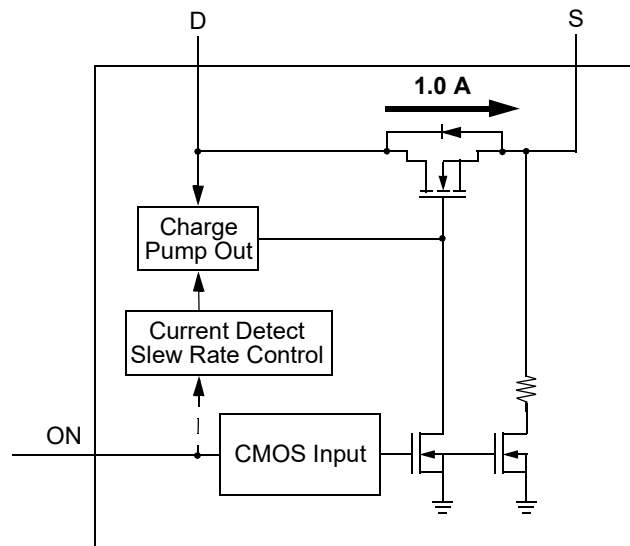 D
S
1.0 A
Charge
Pump Out
Current Detect
Slew Rate Control
ON
CMOS Input